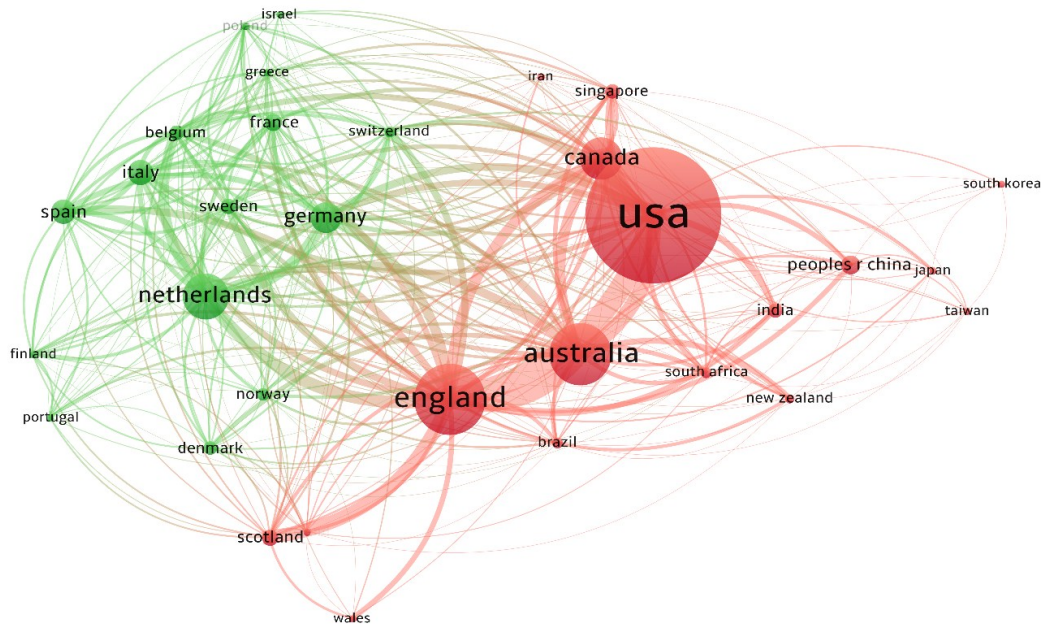 israel
poland
greece
iran
singapore
belgium
france
switzerland
canada
italy
south korea
spain
sweden
germany
usa
peoples r china
japan
netherlands
india
taiwan
finland
australia
south africa
norway
england
new zealand
portugal
denmark
brazil
scotland
wales